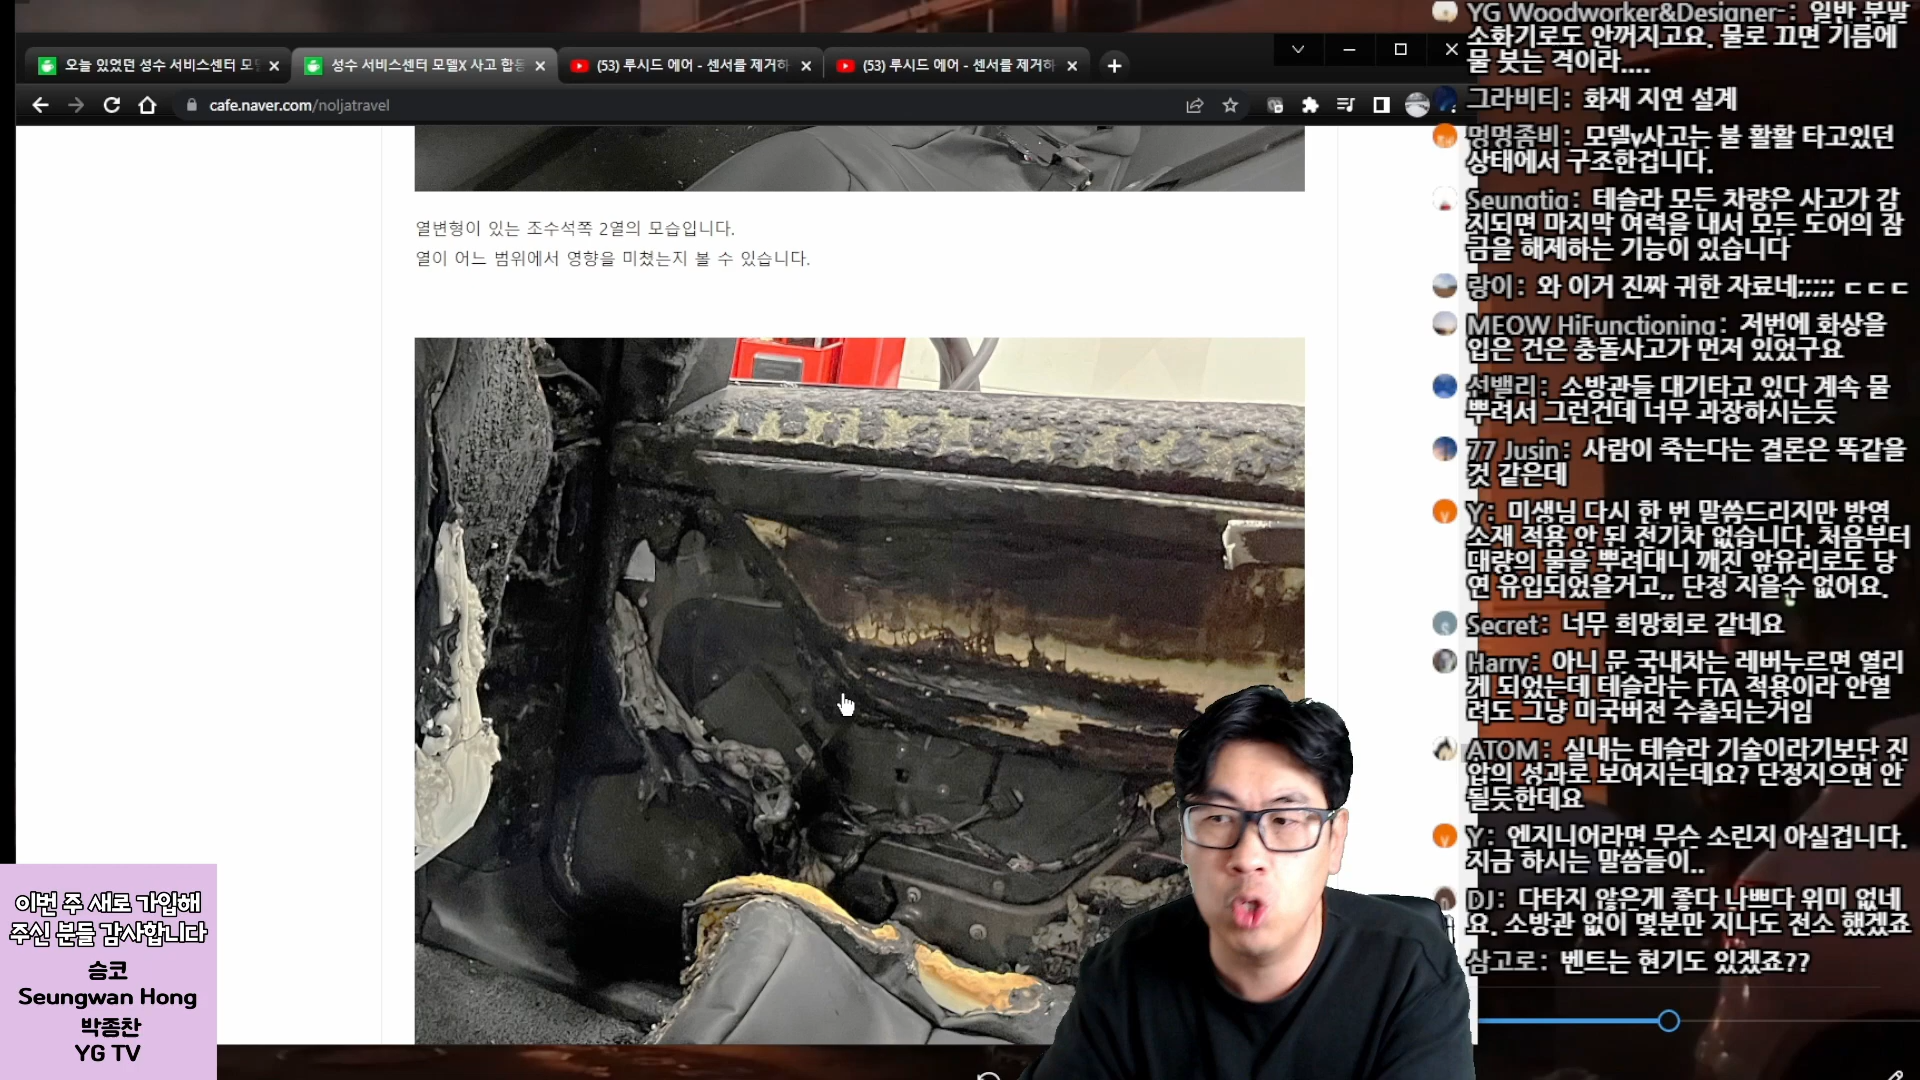 오늘 있었던 성수 서비스센터 모델
성수 서비스센터 모델X 사고 합동
(53) 루시드 에어 - 센서를 제거하
(53) 루시드 에어 - 센서를 제거하
cafe.naver.com/noljatravel
열변형이 있는 조수석쪽 2열의 모습입니다.
열이 어느 범위에서 영향을 미쳤는지 볼 수 있습니다.
YG Woodworker&Designer-: 일반 분말
소화기로도 안꺼지고요. 물로 끄면 기름에
물 붓는 격이라....
그라비티: 화재 지연 설계
멍멍좀비: 모델y사고는 불 활활 타고있던
상태에서 구조한겁니다.
Seungtig: 테슬라 모든 차량은 사고가 감
지되면 마지막 여력을 내서 모든 도어의 잠
금을 해제하는 기능이 있습니다
랑이: 와 이거 진짜 귀한 자료네;;;;; ㄷㄷㄷ
MEOW HiFunctioning: 저번에 화상을
입은 건은 충돌사고가 먼저 있었구요
선밸리: 소방관들 대기타고 있다 계속 물
뿌려서 그런건데 너무 과장하시는듯
77 Jusin: 사람이 죽는다는 결론은 똑같을
것 같은데
Y: 미생님 다시 한 번 말씀드리지만 방염
소재 적용 안 된 전기차 없습니다. 처음부터
대량의 물을 뿌려대니 깨진 앞유리로도 당
연 유입되었을거고,, 단정 지을수 없어요.
Secret: 너무 희망회로 같네요
Harry: 아니 문 국내차는 레버누르면 열리
게 되었는데 테슬라는 FTA 적용이라 안열
려도 그냥 미국버전 수출되는거임
ATOM: 실내는 테슬라 기술이라기보단 진
압의 성과로 보여지는데요? 단정지으면 안
될듯한데요
Y: 엔지니어라면 무슨 소린지 아실겁니다.
지금 하시는 말씀들이..
DJ: 다타지 않은게 좋다 나쁘다 위미 없네
요. 소방관 없이 몇분만 지나도 전소 했겠죠
삼고로: 벤트는 현기도 있겠죠??
이번 주 새로 가입해
주신 분들 감사합니다
승코
Seungwan Hong
박종찬
YG TV